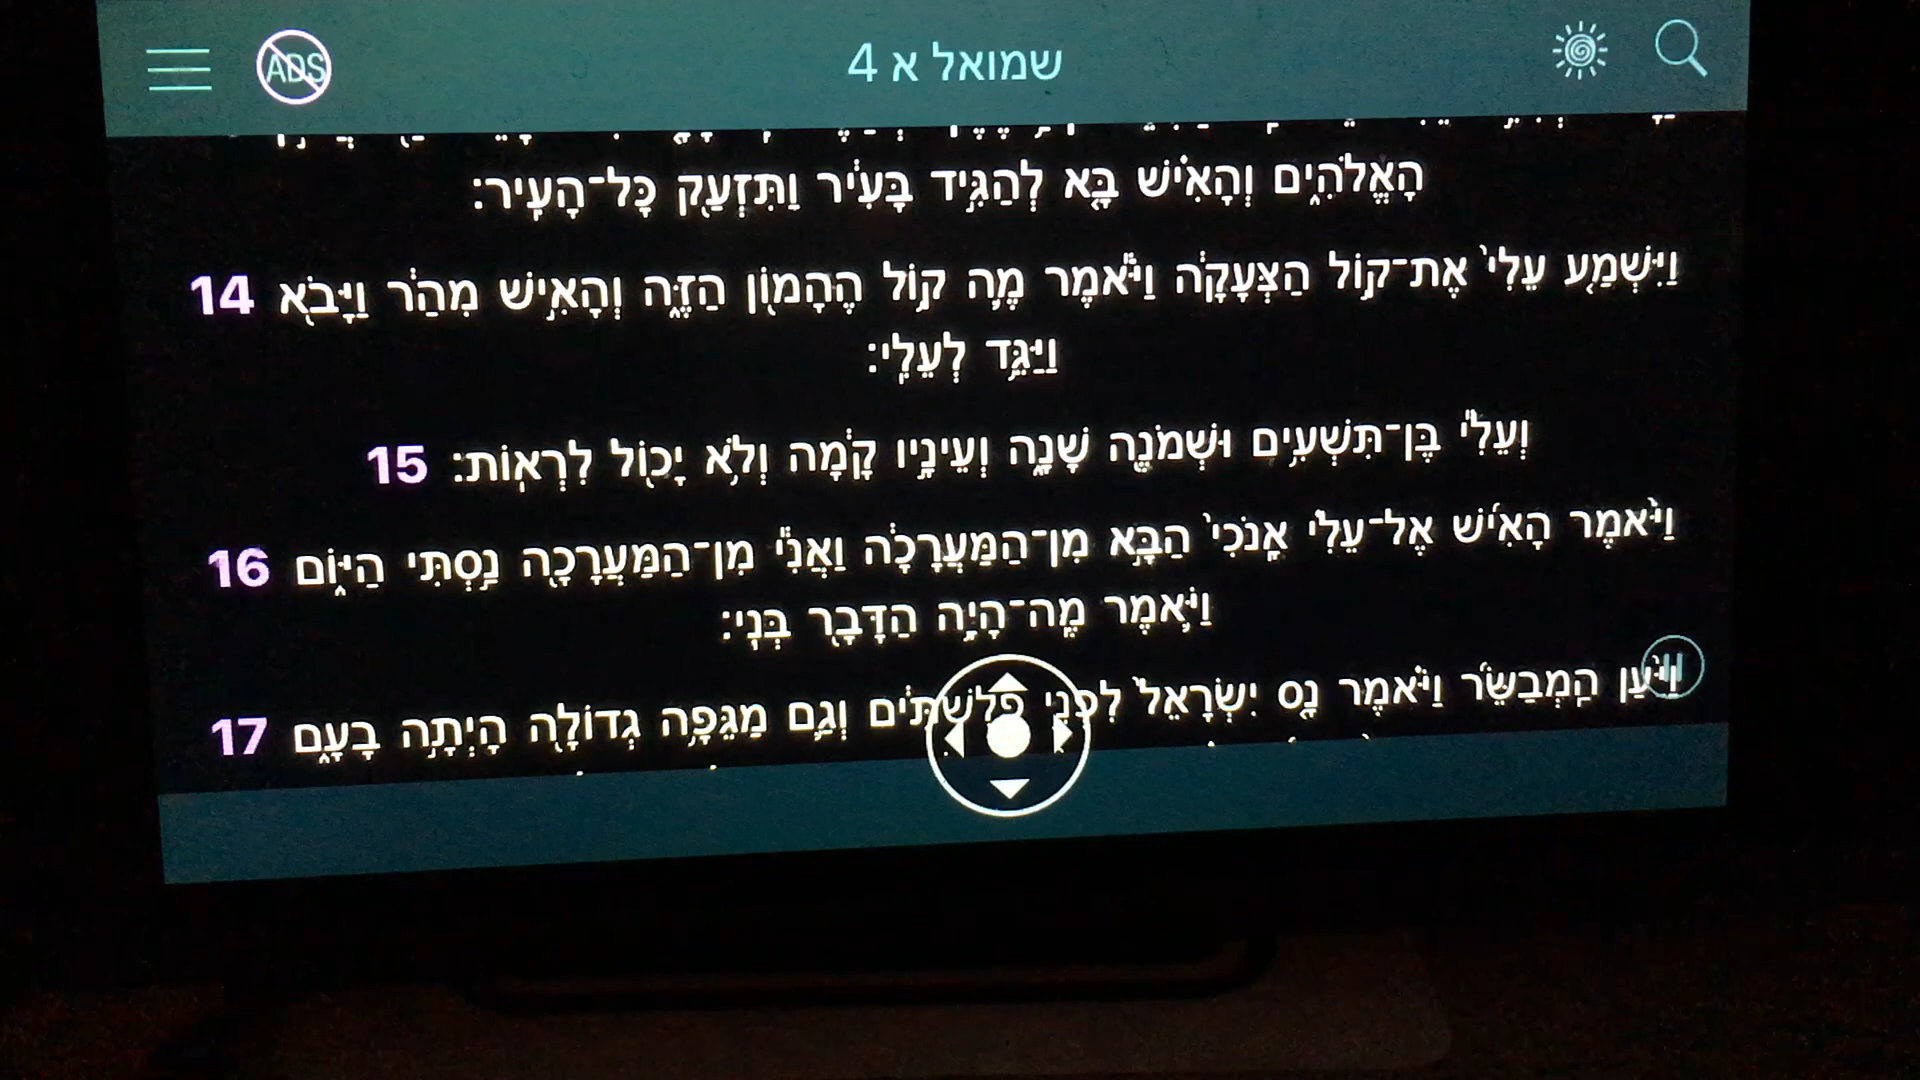 ADS
שמואל א 4
הָאֱלֹהִ֑ים וְהָאִ֗ישׁ בָּ֛א לְהַגִּ֥יד בָּעִ֖יר וַתִּזְעַ֥ק כָּל־הָעִֽיר׃
14 וַיִּשְׁמַ֤ע עֵלִי֙ אֶת־ק֣וֹל הַצְּעָקָ֔ה וַיֹּ֕אמֶר מֶ֛ה ק֥וֹל הֶהָמ֖וֹן הַזֶּ֑ה וְהָאִ֣ישׁ מִהַ֔ר וַיָּבֹ֖א
וַיַּגֵּ֥ד לְעֵלִֽי׃
15 וְעֵלִ֕י בֶּן־תִּשְׁעִ֥ים וּשְׁמֹנֶ֖ה שָׁנָ֑ה וְעֵינָ֣יו קָ֔מָה וְלֹ֥א יָכ֖וֹל לִרְאֽוֹת׃
16 וַיֹּ֨אמֶר הָאִ֜ישׁ אֶל־עֵלִ֗י אָֽנֹכִי֙ הַבָּ֣א מִן־הַמַּעֲרָכָ֔ה וַאֲנִ֕י מִן־הַמַּעֲרָכָ֖ה נַ֣סְתִּי הַיּ֑וֹם
וַיֹּ֛אמֶר מֶֽה־הָיָ֥ה הַדָּבָ֖ר בְּנִֽי׃
17 וַיַּ֨עַן הַֽמְבַשֵּׂ֜ר וַיֹּ֗אמֶר נָ֤ס יִשְׂרָאֵל֙ לִפְנֵ֣י פְלִשְׁתִּ֔ים וְגַ֛ם מַגֵּפָ֥ה גְדוֹלָ֖ה הָיְתָ֣ה בָעָ֑ם